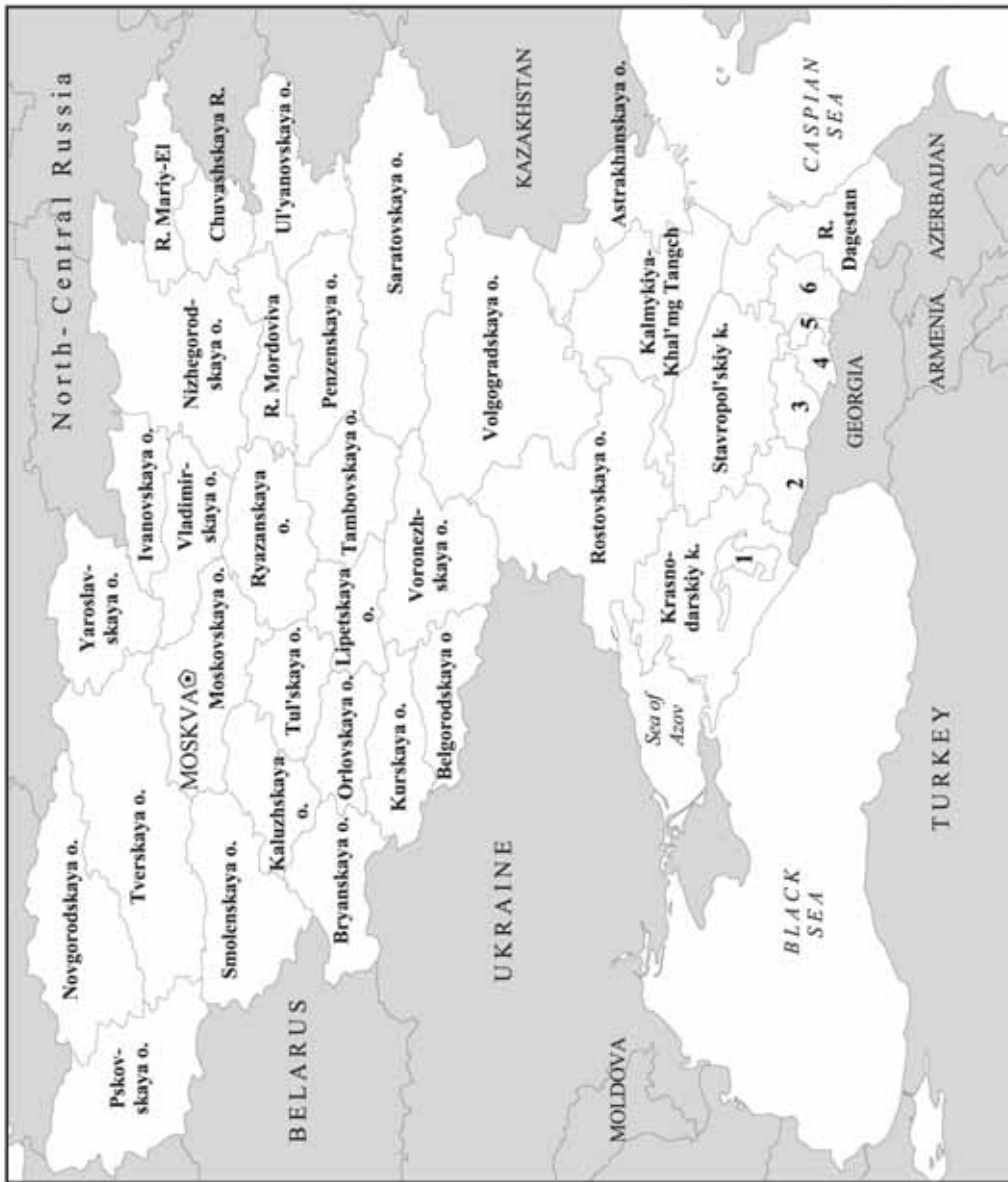 North - Central Russia
Novgorodskaya o.
Yaroslav-
skaya o.
Pskov-
skaya o.
Tverskaya o.
Ivanovskaya o.
R. Mariy-El
Vladimir-
skaya o.
Nizhegorod-
skaya o.
Chuvashskaya R.
MOSKVA
Moskovskaya o.
Smolenskaya o.
Ryazanskaya
o.
R. Mordoviva
Ul'yanovskaya o.
Kaluzhskaya
o.
Tul'skaya o.
BELARUS
Bryanskaya o.
Orlovskaya o.
Lipetskaya
o.
Tambovskaya o.
Penzenskaya o.
Saratovskaya o.
Kurskaya o.
Voronezh-
skaya o.
Belgorodskaya o
Volgogradskaya o.
UKRAINE
KAZAKHSTAN
Rostovskaya o.
Astrakhanskaya o.
MOLDOVA
Sea of
Azov
Krasno-
darskiy k.
Kalmykiya-
Khal'mg Tangch
Stavropol'skiy k.
1
2
3
4
5
6
R.
Dagestan
CASPIAN
SEA
BLACK
SEA
GEORGIA
TURKEY
ARMENIA
AZERBAIJAN